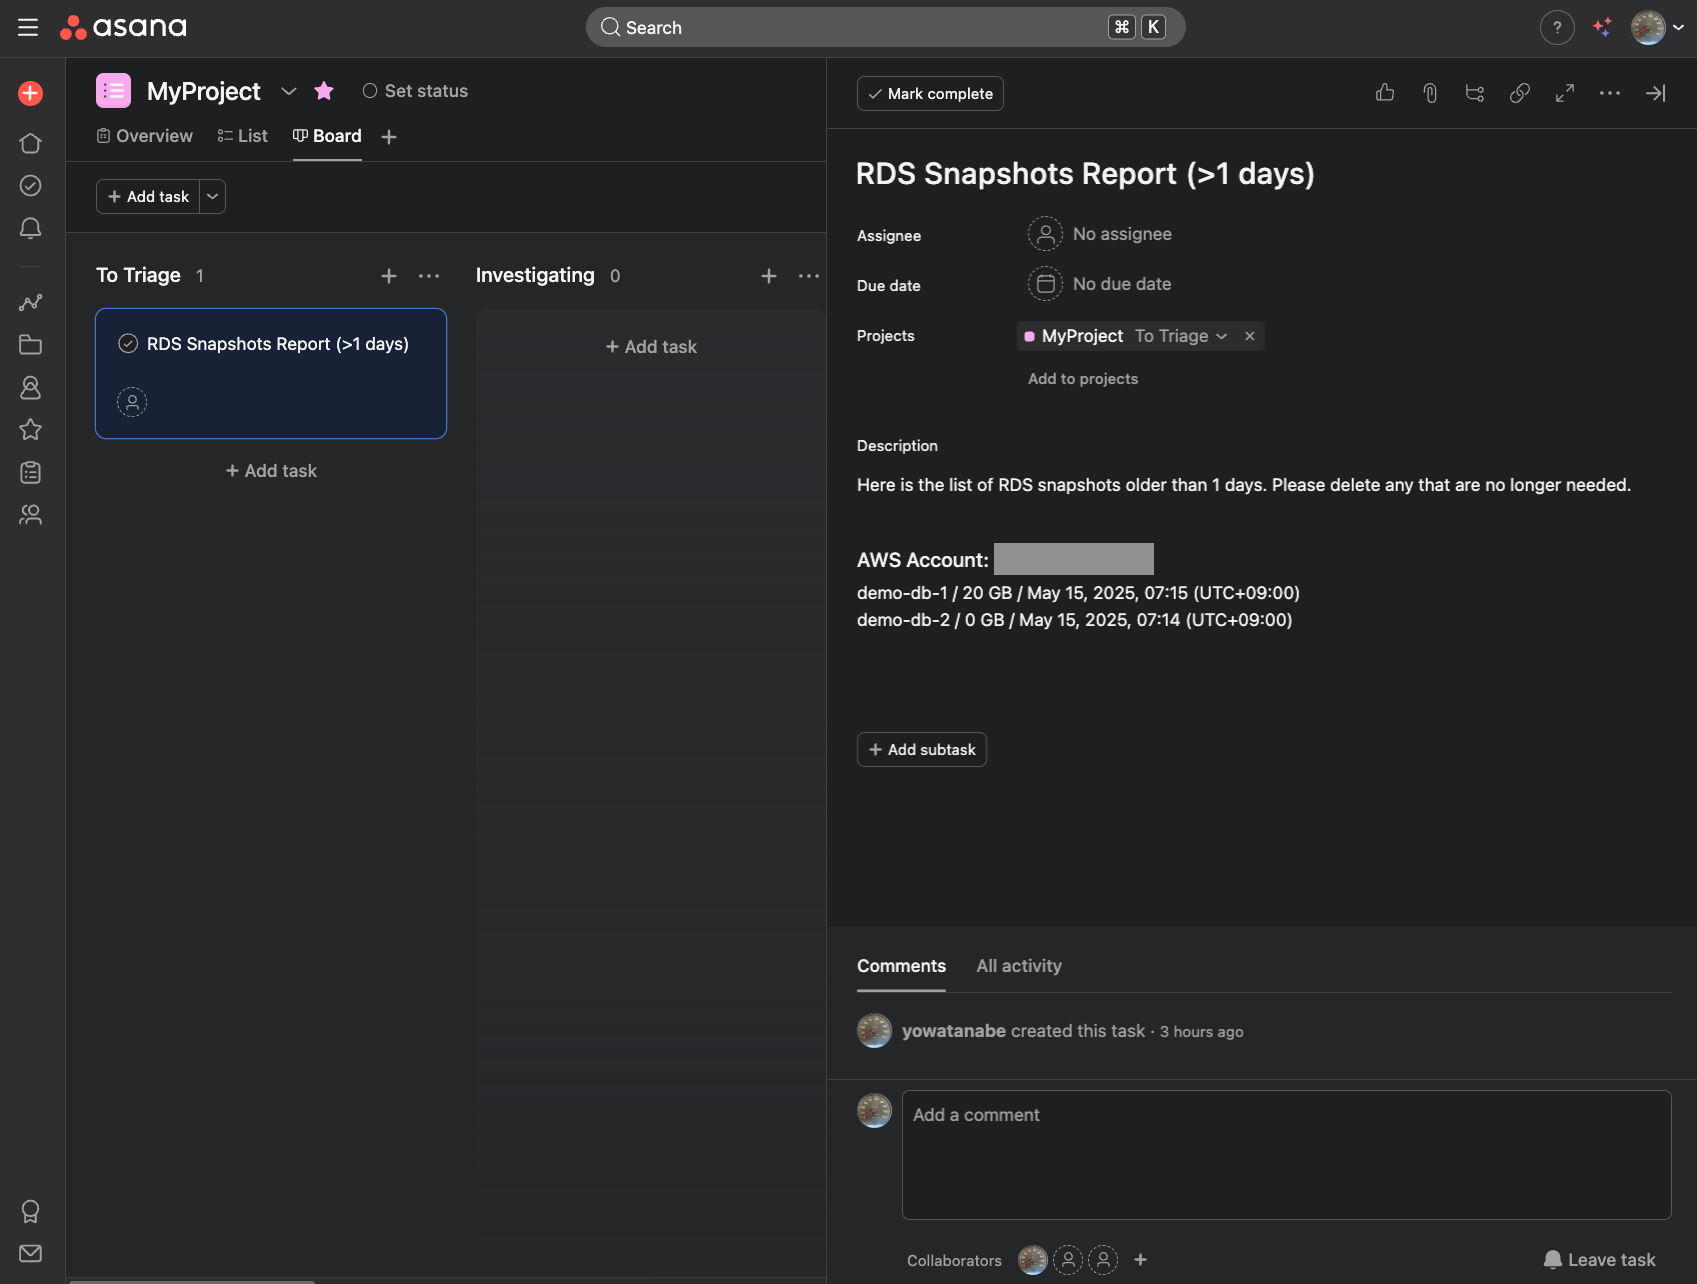 asana
Search
⌘ K
?
MyProject
Set status
Overview
List
Board
Add task
To Triage 1
RDS Snapshots Report (>1 days)
Add task
Investigating 0
Add task
Mark complete
RDS Snapshots Report (>1 days)
Assignee
No assignee
Due date
No due date
Projects
MyProject To Triage
Add to projects
Description
Here is the list of RDS snapshots older than 1 days. Please delete any that are no longer needed.
AWS Account:
demo-db-1 / 20 GB / May 15, 2025, 07:15 (UTC+09:00)
demo-db-2 / 0 GB / May 15, 2025, 07:14 (UTC+09:00)
Add subtask
Comments
All activity
yowatanabe created this task · 3 hours ago
Add a comment
Collaborators
Leave task